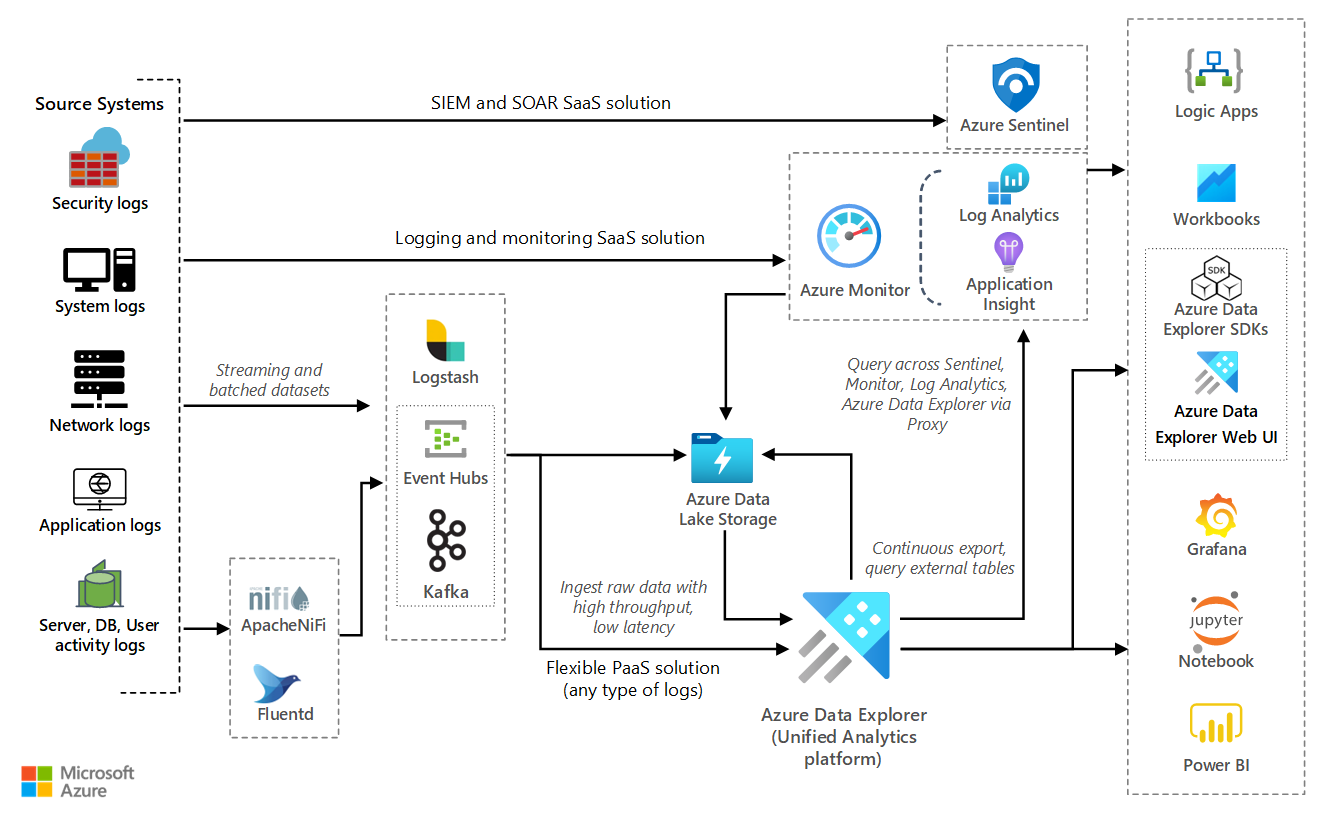 Source Systems
Security logs
System logs
Network logs
Application logs
Server, DB, User
activity logs
SIEM and SOAR SaaS solution
Logging and monitoring SaaS solution
Streaming and
batched datasets
nifi
ApacheNiFi
Fluentd
Logstash
Event Hubs
Kafka
Azure Sentinel
Azure Monitor
Log Analytics
Application
Insight
Query across Sentinel,
Monitor, Log Analytics,
Azure Data Explorer via
Proxy
Azure Data
Lake Storage
Continuous export,
query external tables
Ingest raw data with
high throughput,
low latency
Flexible PaaS solution
(any type of logs)
Azure Data Explorer
(Unified Analytics
platform)
Logic Apps
Workbooks
SDK
Azure Data
Explorer SDKs
Azure Data
Explorer Web UI
Grafana
jupyter
Notebook
Power BI
Microsoft
Azure